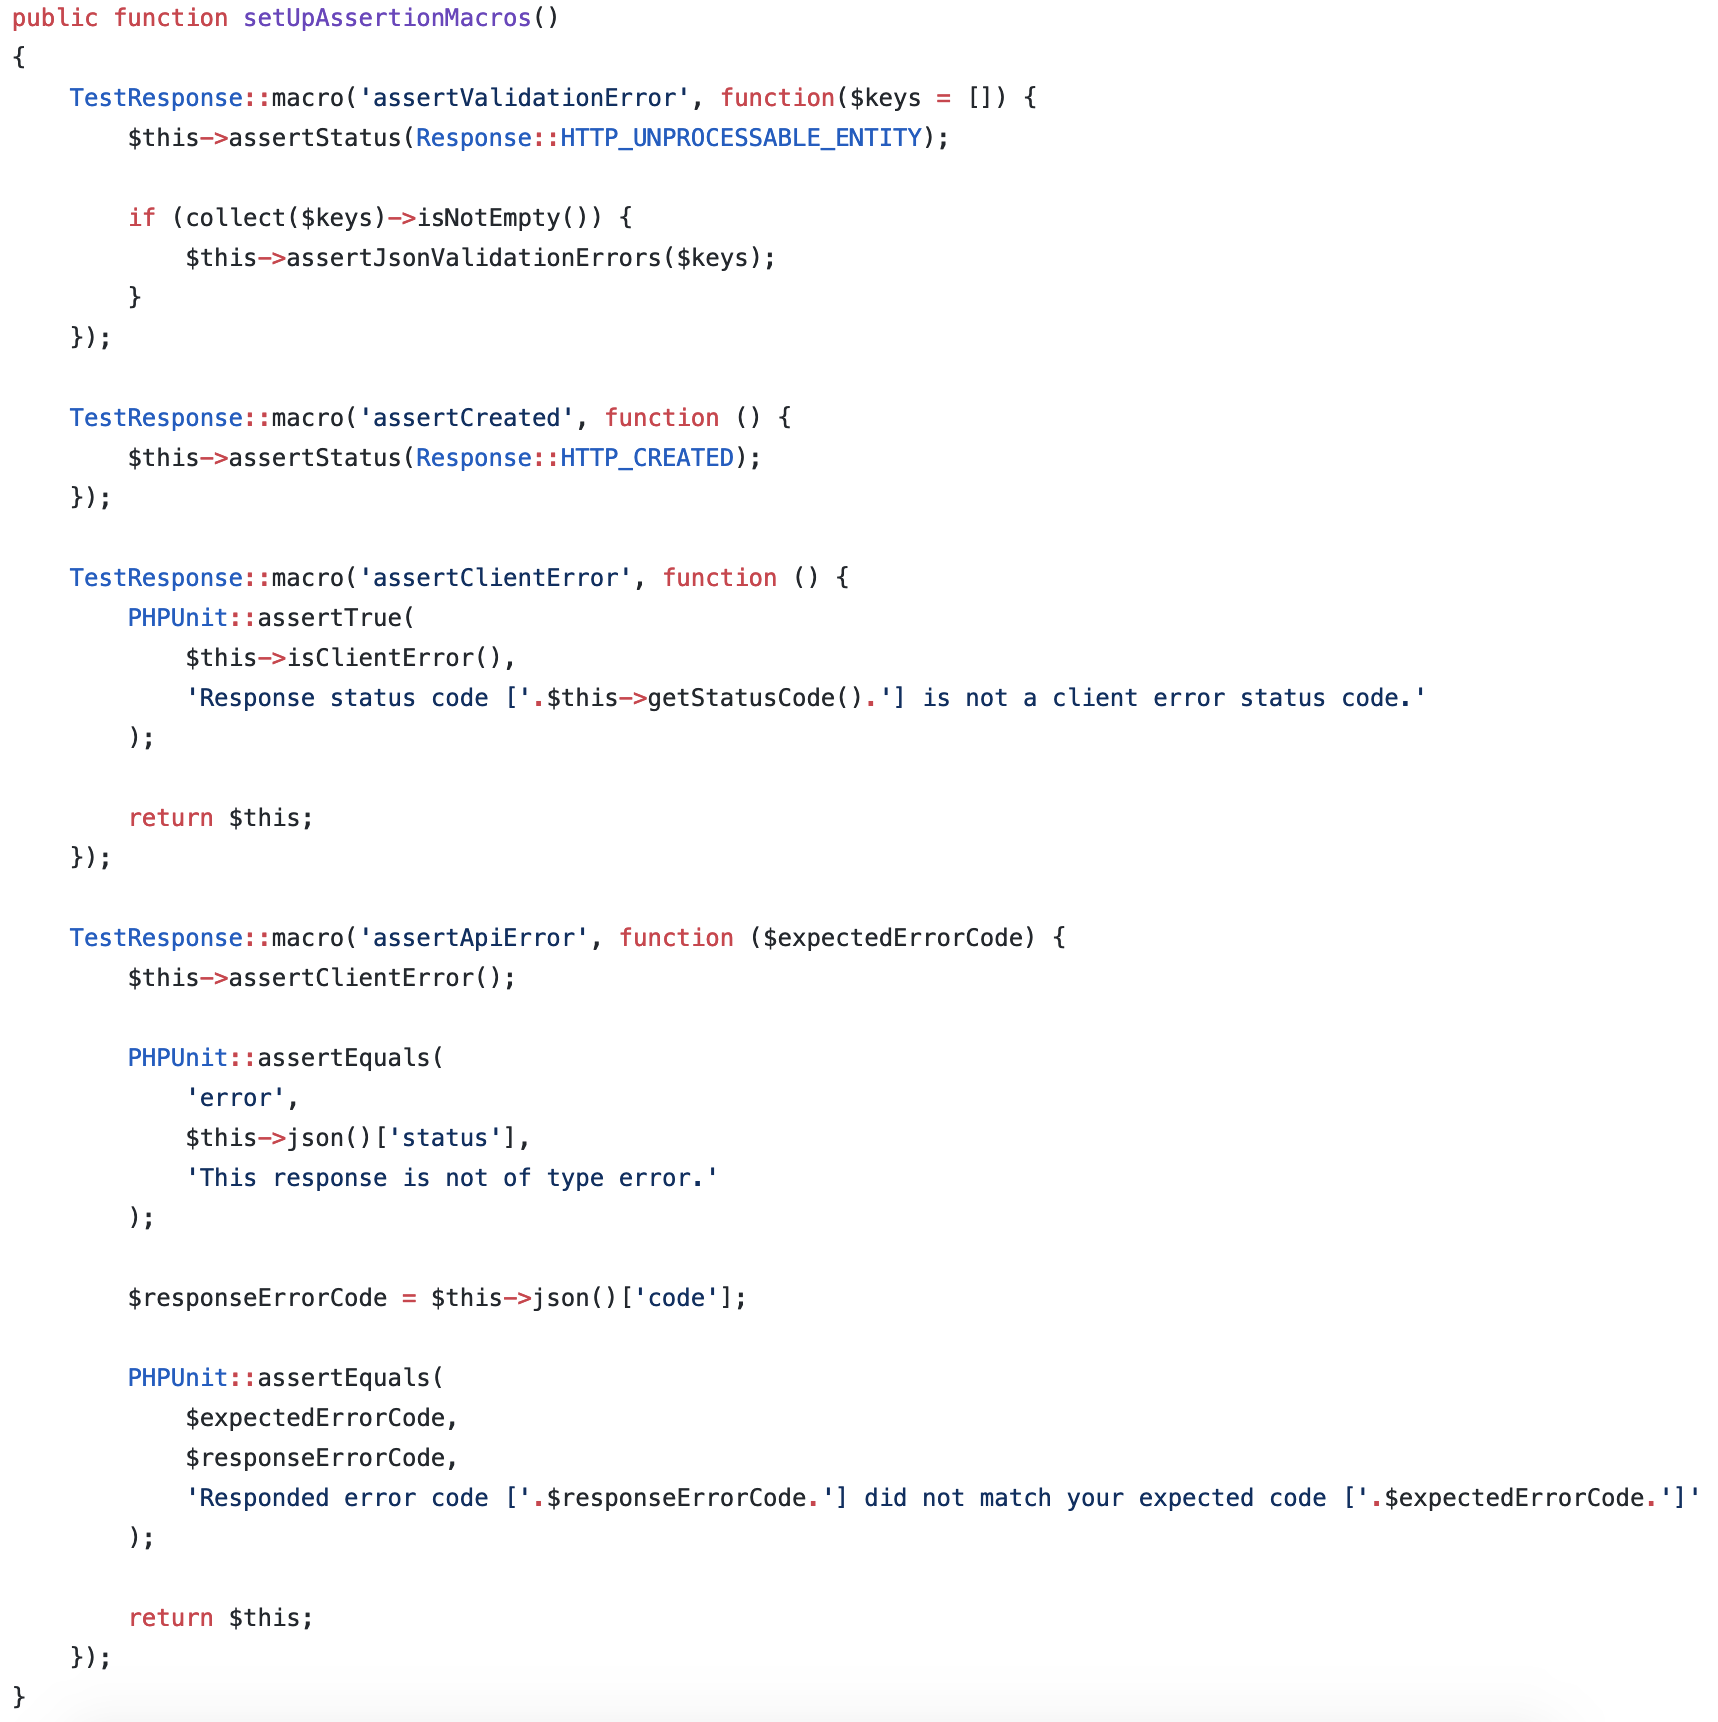 public function setUpAssertionMacros()
{
    TestResponse::macro('assertValidationError', function($keys = []) {
        $this->assertStatus(Response::HTTP_UNPROCESSABLE_ENTITY);

        if (collect($keys)->isNotEmpty()) {
            $this->assertJsonValidationErrors($keys);
        }
    });

    TestResponse::macro('assertCreated', function () {
        $this->assertStatus(Response::HTTP_CREATED);
    });

    TestResponse::macro('assertClientError', function () {
        PHPUnit::assertTrue(
            $this->isClientError(),
            'Response status code ['.$this->getStatusCode().'] is not a client error status code.'
        );

        return $this;
    });

    TestResponse::macro('assertApiError', function ($expectedErrorCode) {
        $this->assertClientError();

        PHPUnit::assertEquals(
            'error',
            $this->json()['status'],
            'This response is not of type error.'
        );

        $responseErrorCode = $this->json()['code'];

        PHPUnit::assertEquals(
            $expectedErrorCode,
            $responseErrorCode,
            'Responded error code ['.$responseErrorCode.'] did not match your expected code ['.$expectedErrorCode.']'
        );

        return $this;
    });
}